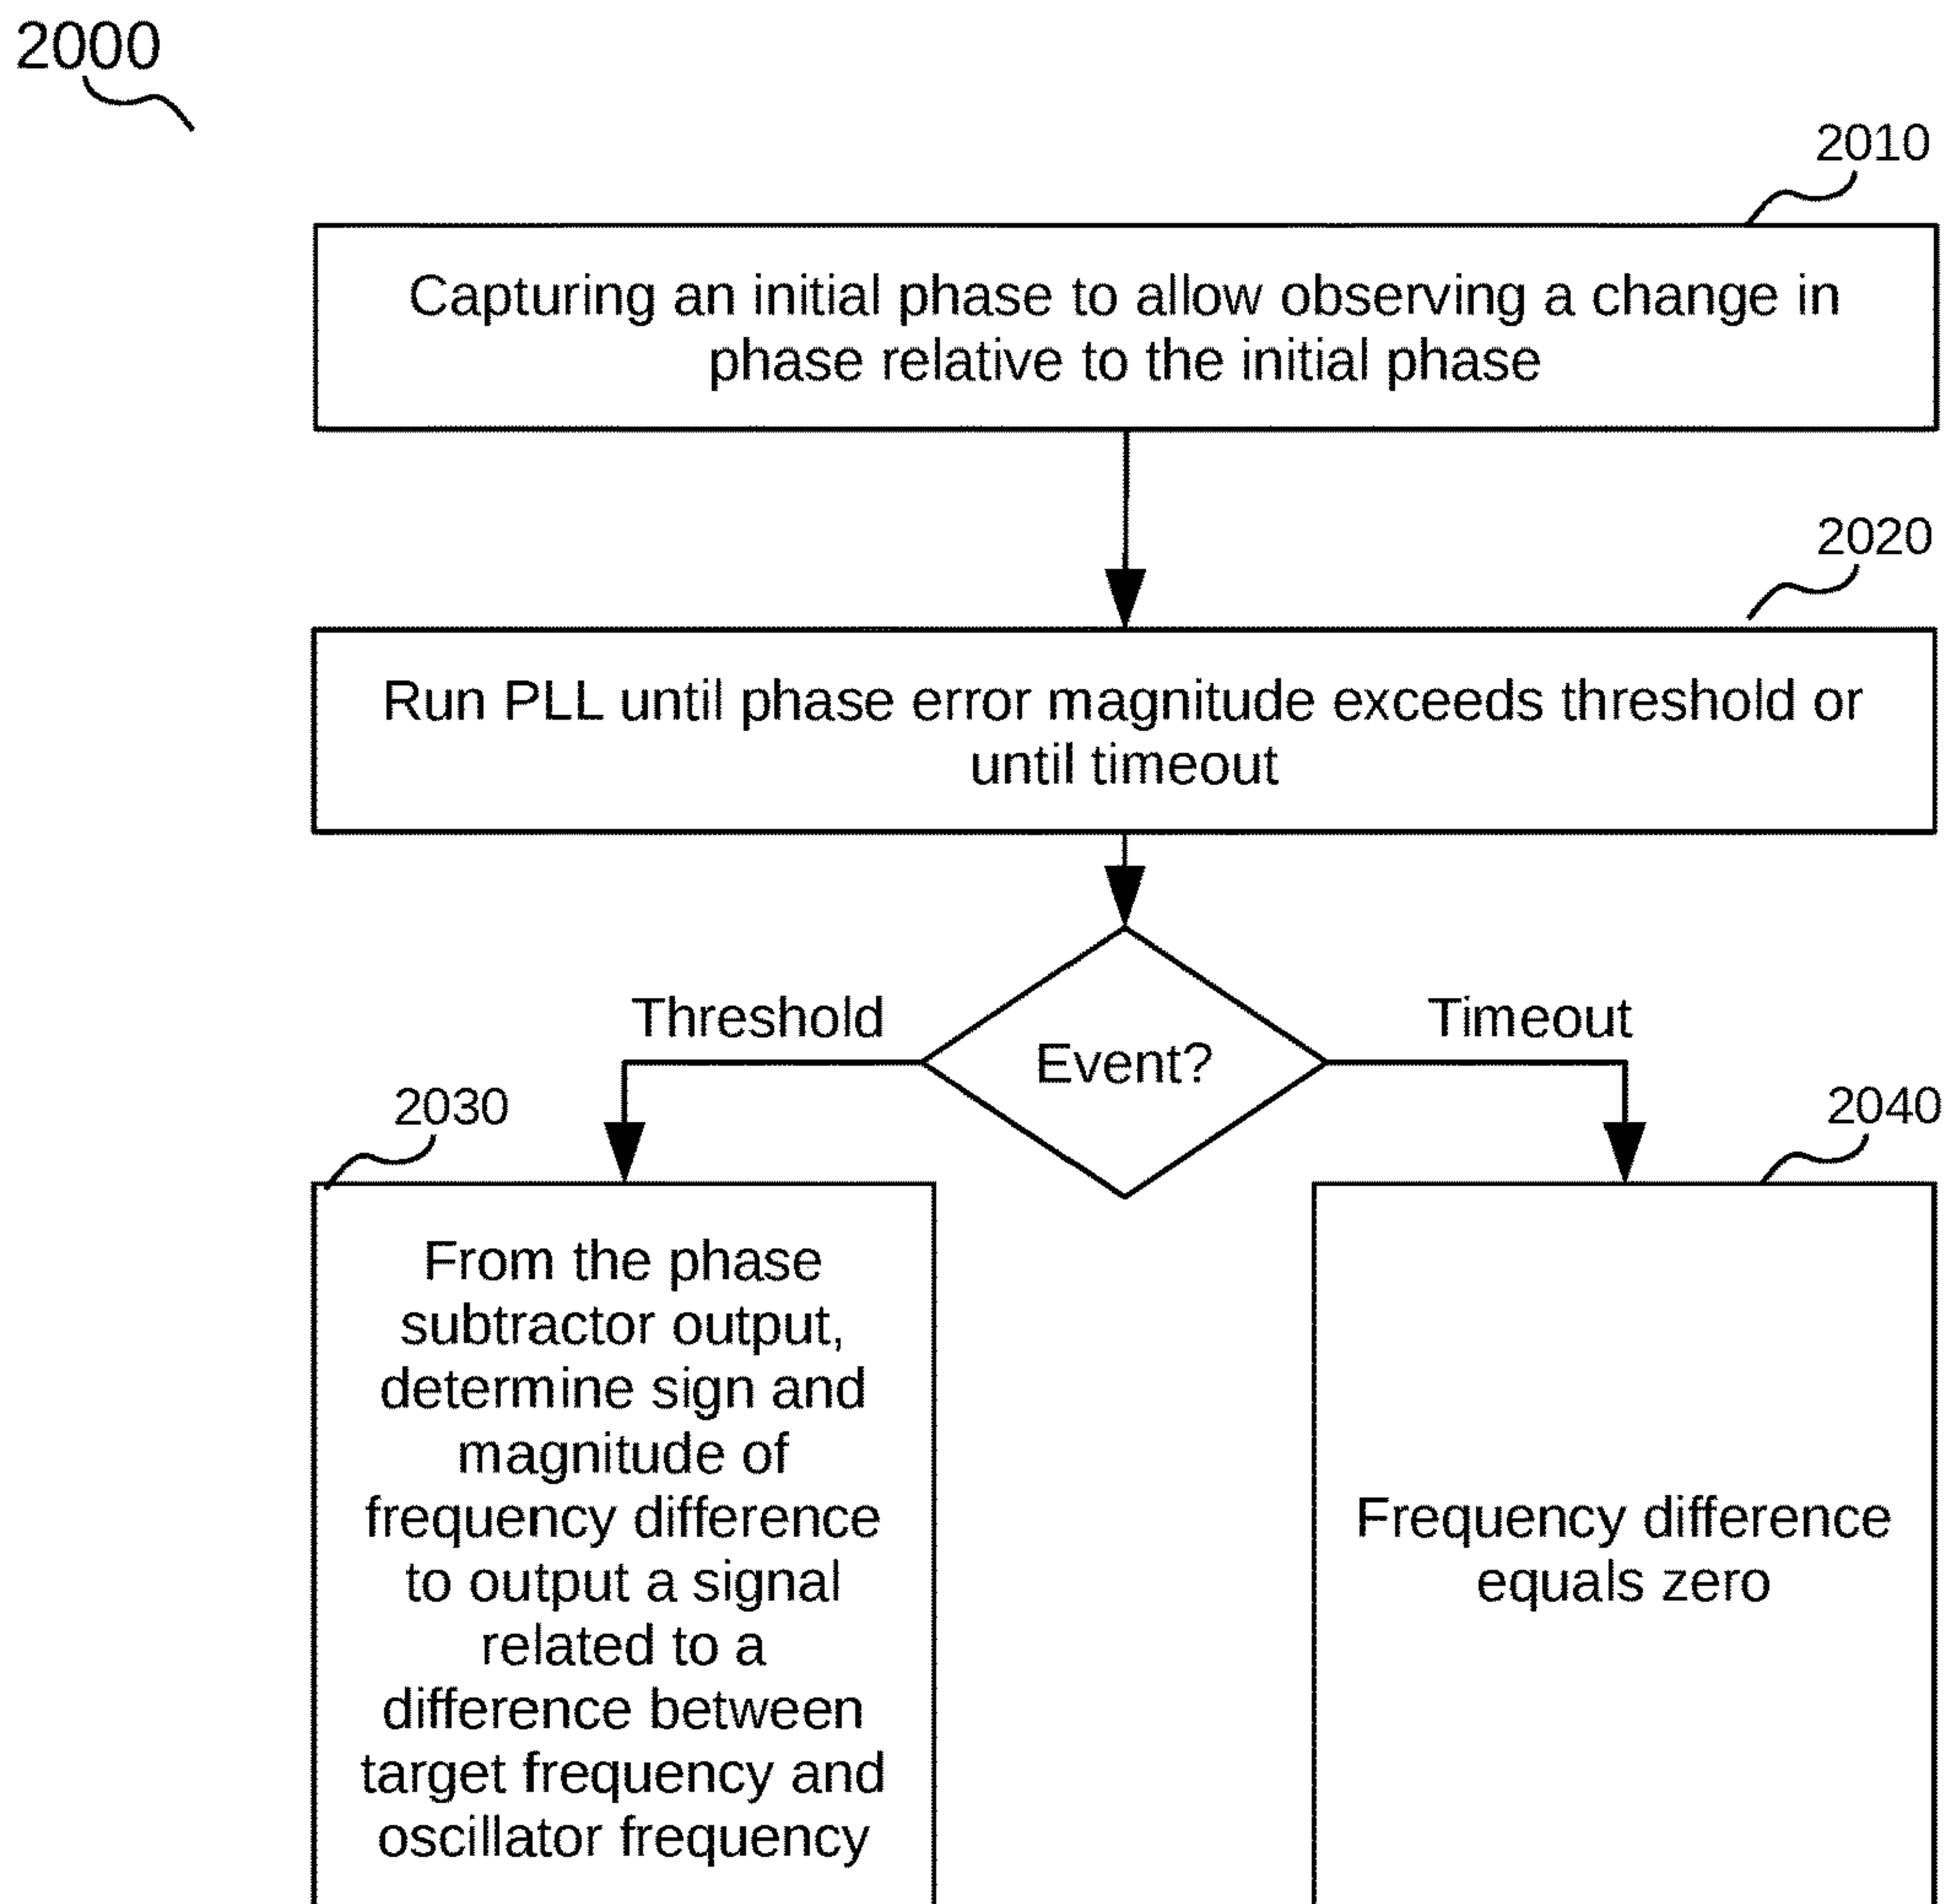 2000
2010
Capturing an initial phase to allow observing a change in
phase relative to the initial phase
2020
Run PLL until phase error magnitude exceeds threshold or
until timeout
Threshold
Event?
Timeout
2030
From the phase
subtractor output,
determine sign and
magnitude of
frequency difference
to output a signal
related to a
difference between
target frequency and
oscillator frequency
2040
Frequency difference
equals zero